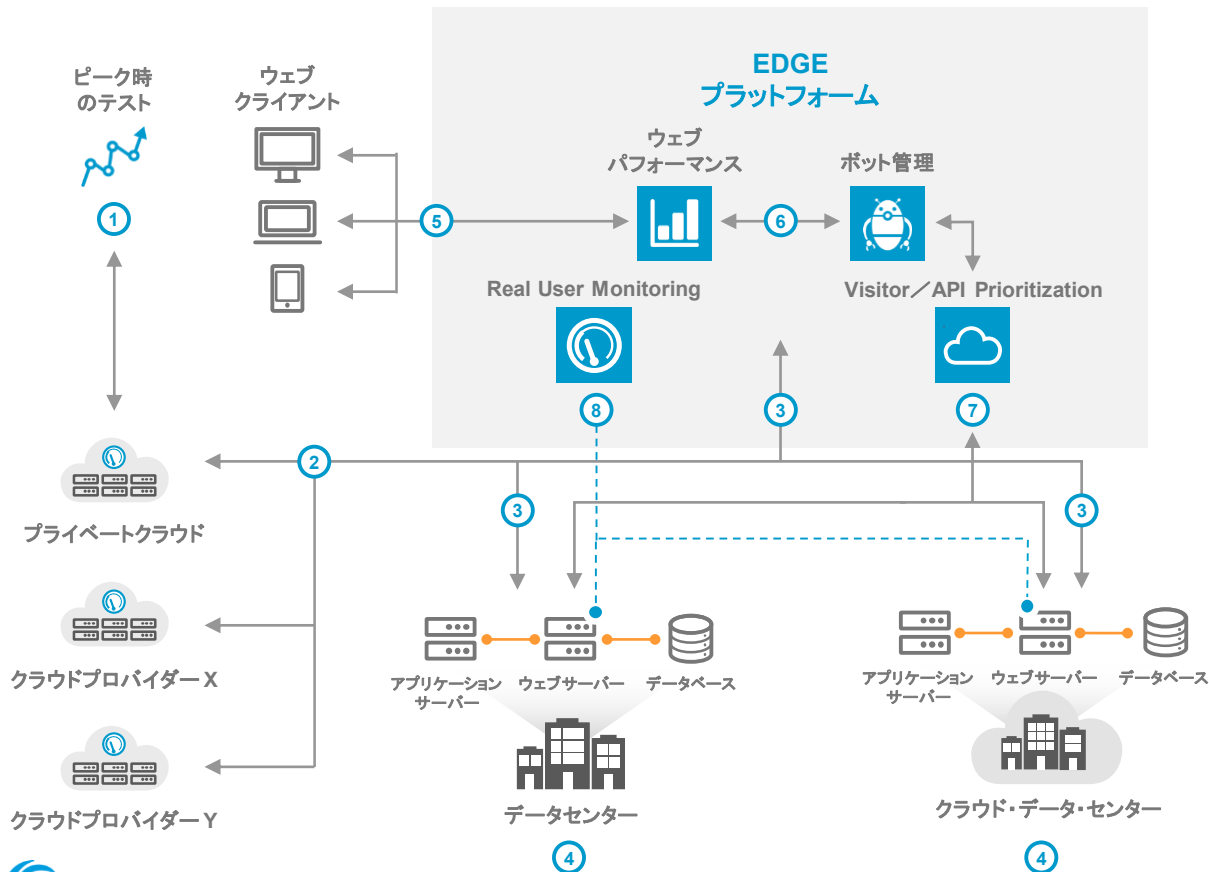 EDGE
プラットフォーム
ピーク時
のテスト
ウェブ
クライアント
ウェブ
パフォーマンス
ボット管理
1
5
6
Real User Monitoring
Visitor／API Prioritization
8
3
7
2
3
3
プライベートクラウド
クラウドプロバイダーX
クラウドプロバイダーY
アプリケーション
サーバー
ウェブサーバー
データベース
アプリケーション
サーバー
ウェブサーバー
データベース
データセンター
クラウド・データ・センター
4
4